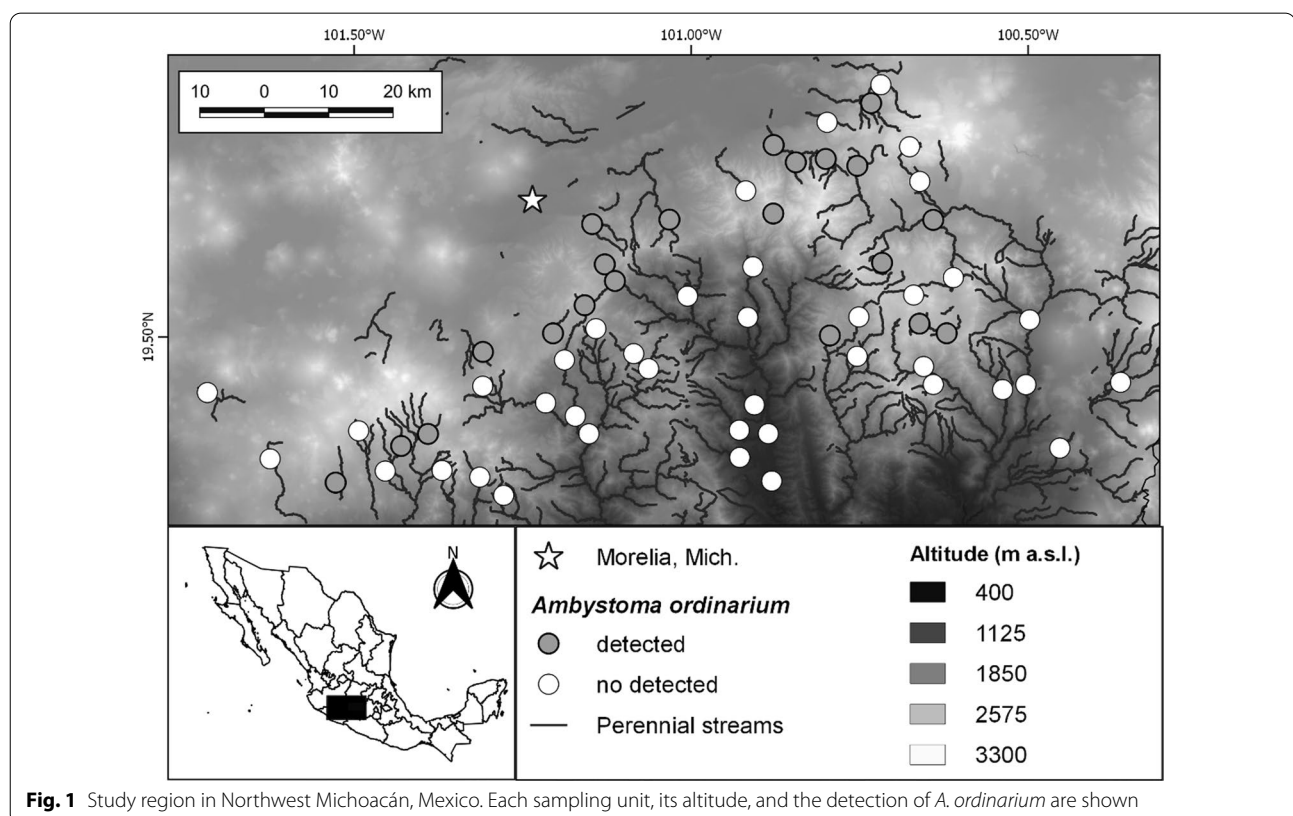 101.50°W 101.00°W 100.50°W
10 0 10 20 km
19.50°N
N
Morelia, Mich.
Ambystoma ordinarium
detected
no detected
Perennial streams
Altitude (m a.s.l.)
400
1125
1850
2575
3300
Fig. 1 Study region in Northwest Michoacán, Mexico. Each sampling unit, its altitude, and the detection of A. ordinarium are shown